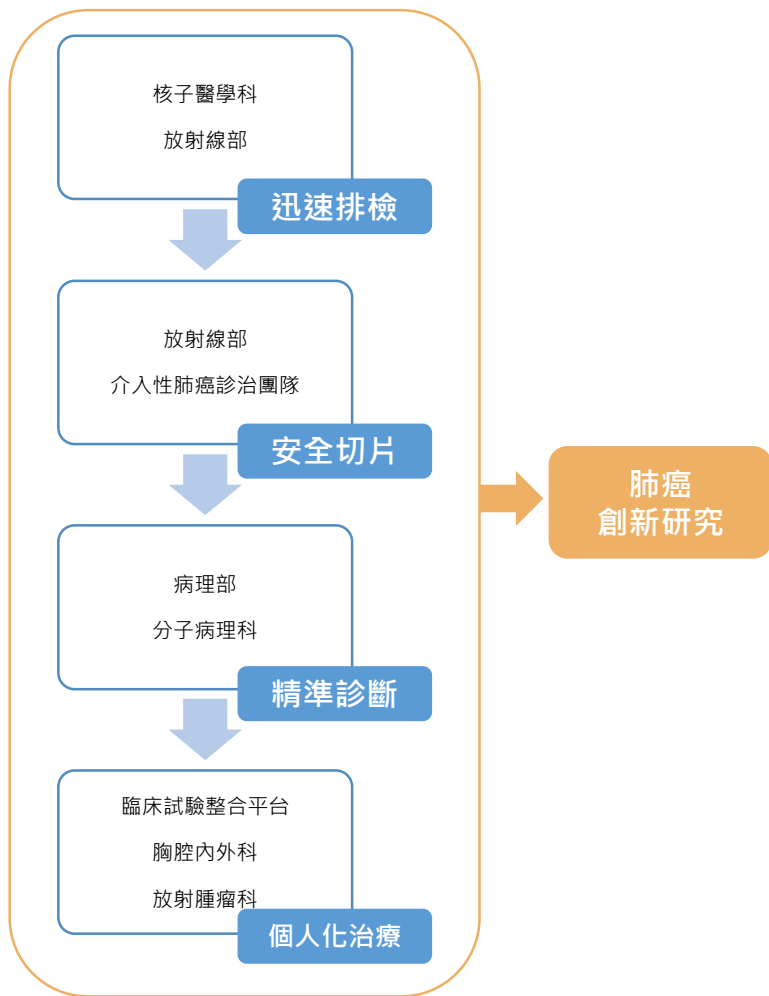 核子醫學科
放射線部
迅速排檢
放射線部
介入性肺癌診治團隊
安全切片
病理部
分子病理科
精準診斷
臨床試驗整合平台
胸腔內外科
放射腫瘤科
個人化治療
肺癌
創新研究